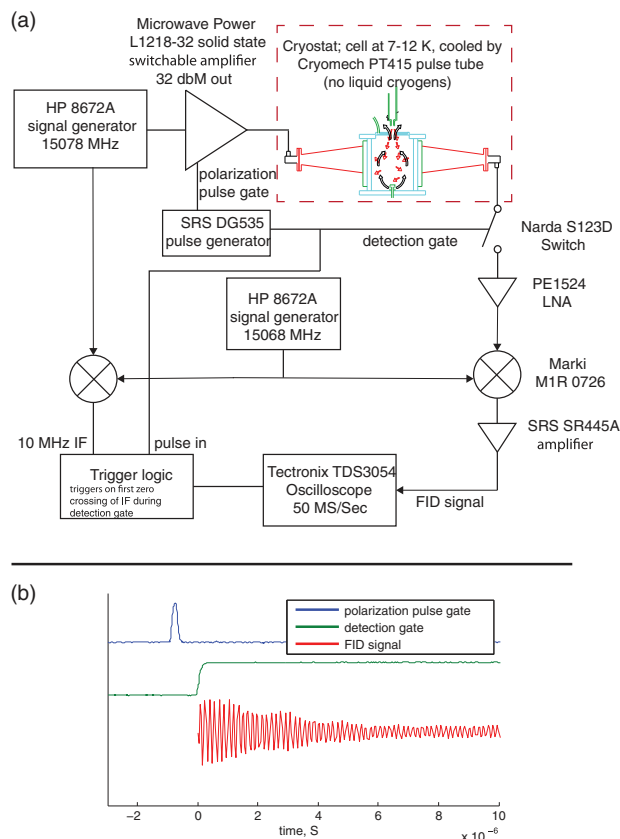 (a)
Microwave Power
L1218-32 solid state
switchable amplifier
32 dbM out
Cryostat; cell at 7-12 K, cooled by
Cryomech PT415 pulse tube
(no liquid cryogens)
HP 8672A
signal generator
15078 MHz
polarization
pulse gate
SRS DG535
pulse generator
detection gate
Narda S123D
Switch
HP 8672A
signal generator
15068 MHz
PE1524
LNA
Marki
M1R 0726
10 MHz IF
pulse in
SRS SR445A
amplifier
Trigger logic
triggers on first zero
crossing of IF during
detection gate
Tectronix TDS3054
Oscilloscope
50 MS/Sec
FID signal
(b)
polarization pulse gate
detection gate
FID signal
−2 0 2 4 6 8 10
time, S
x 10⁻⁶